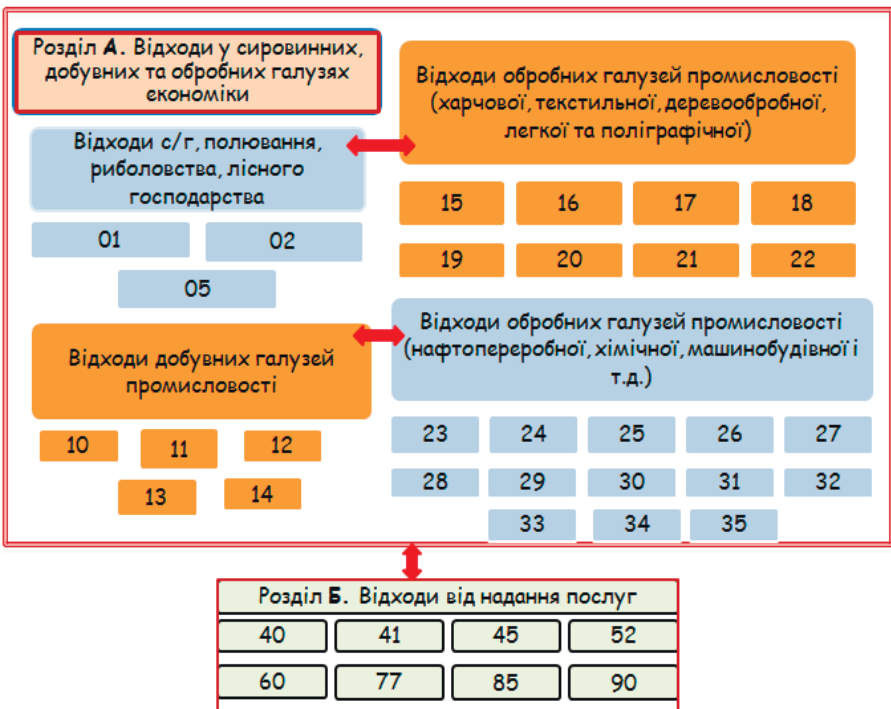 Розділ А. Відходи у сировинних,
добувних та обробних галузях
економіки
Відходи с/г, полювання,
риболовства, лісного
господарства
01 02
05
Відходи обробних галузей промисловості
(харчової, текстильної, деревообробної,
легкої та поліграфічної)
15 16 17 18
19 20 21 22
Відходи добувних галузей
промисловості
10 11 12
13 14
Відходи обробних галузей промисловості
(нафтопереробної, хімічної, машинобудівної і
т.д.)
23 24 25 26 27
28 29 30 31 32
33 34 35
Розділ Б. Відходи від надання послуг
40 41 45 52
60 77 85 90